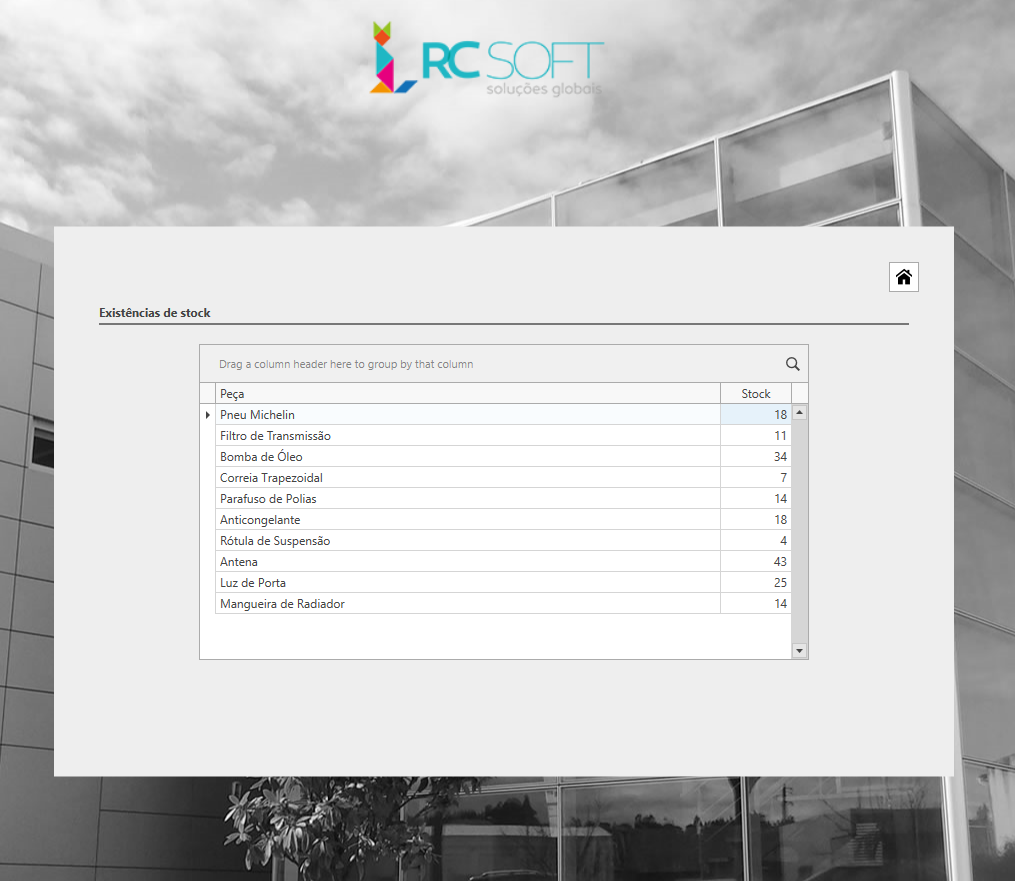 RC SOFT
soluções globais
Existências de stock
Drag a column header here to group by that column
Peça Stock
Pneu Michelin 18
Filtro de Transmissão 11
Bomba de Óleo 34
Correia Trapezoidal 7
Parafuso de Polias 14
Anticongelante 18
Rótula de Suspensão 4
Antena 43
Luz de Porta 25
Mangueira de Radiador 14